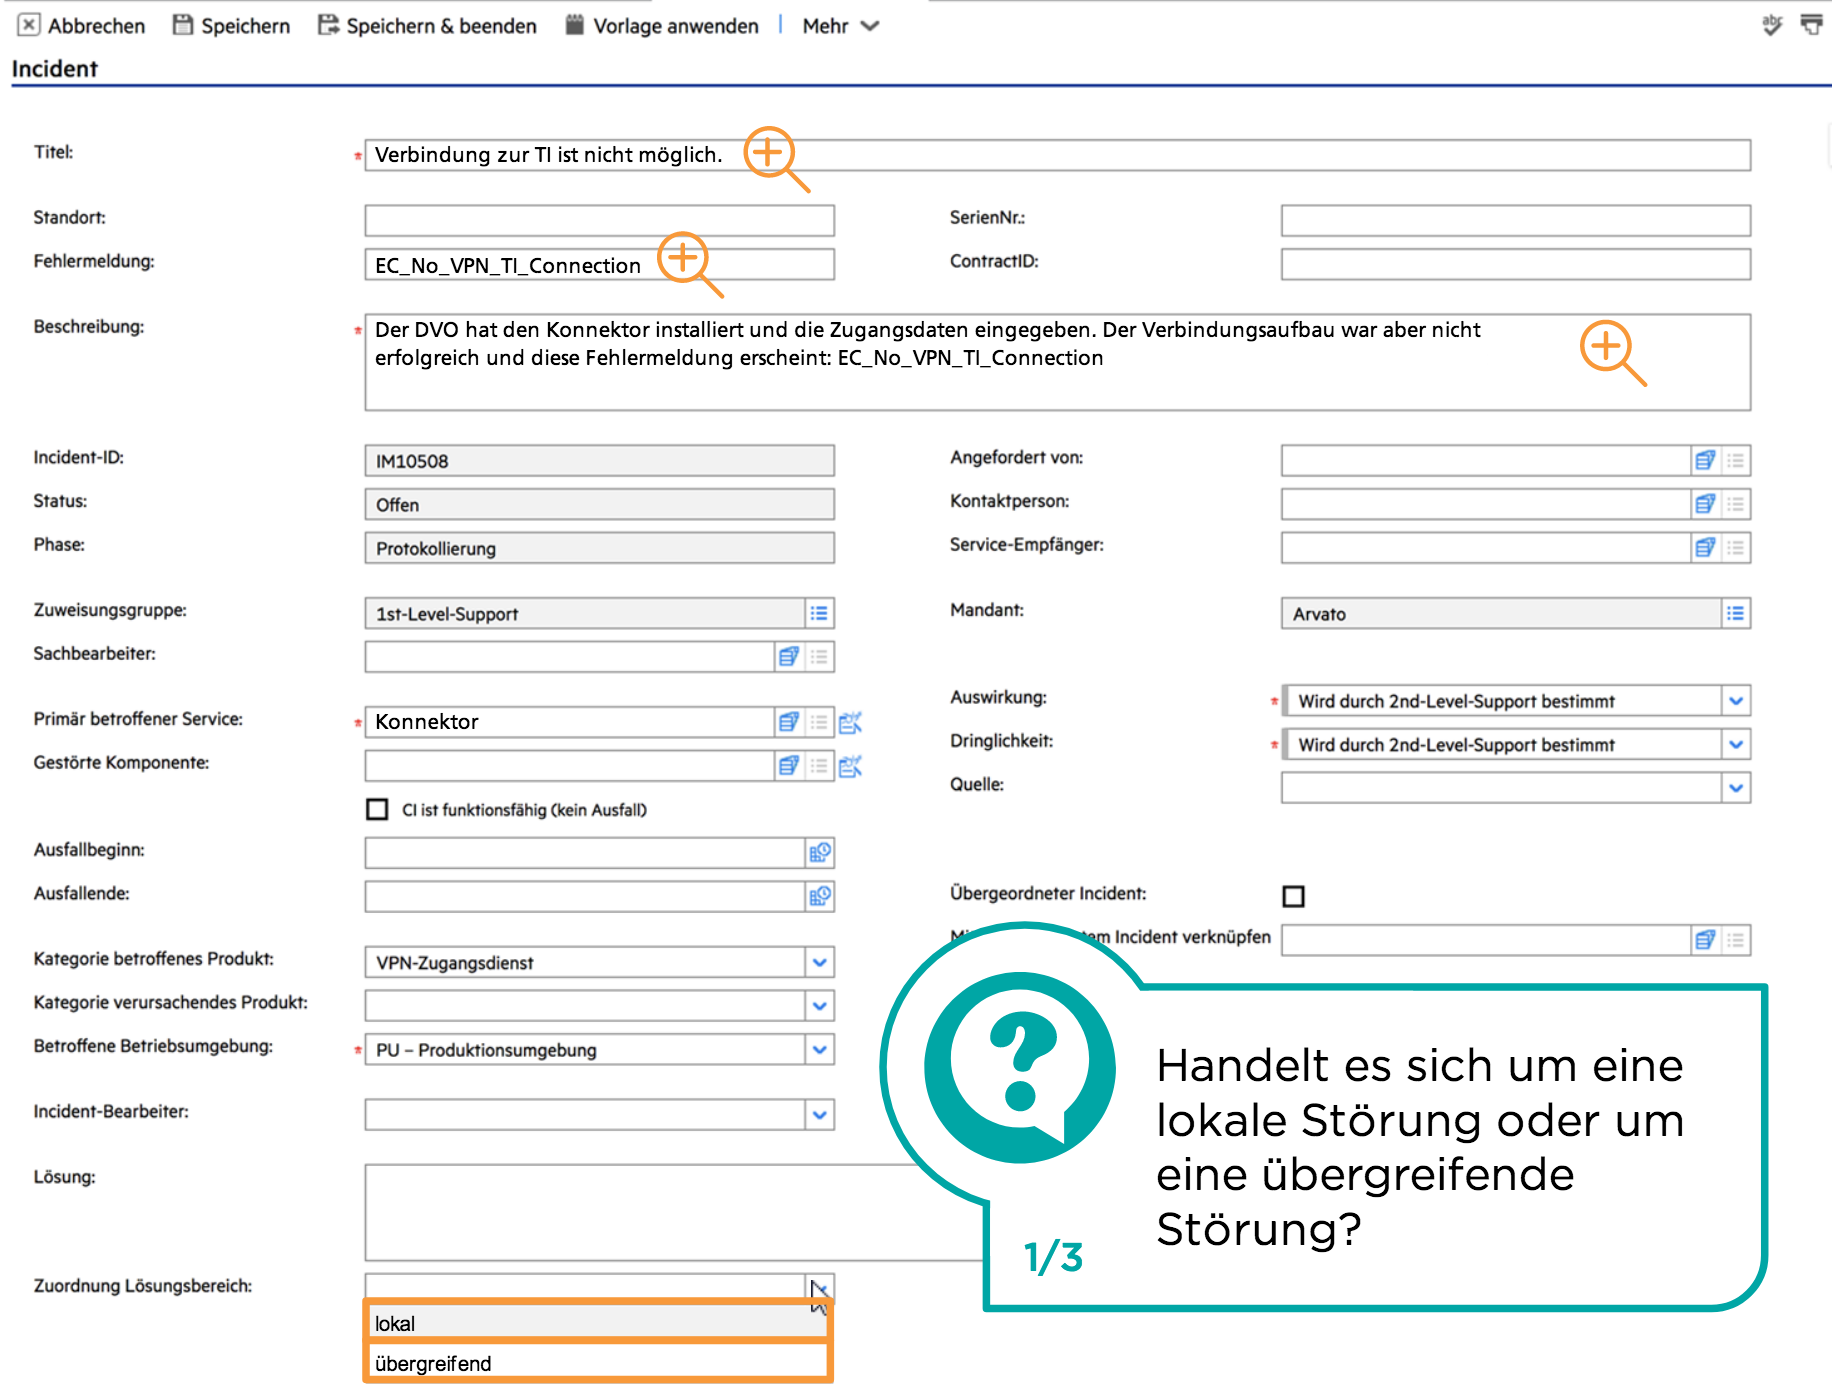 Abbrechen Speichern Speichern & beenden Vorlage anwenden | Mehr abc
Incident
Titel: * Verbindung zur TI ist nicht möglich.
Standort: SerienNr.:
Fehlermeldung: EC_No_VPN_TI_Connection ContractID:
Beschreibung: * Der DVO hat den Konnektor installiert und die Zugangsdaten eingegeben. Der Verbindungsaufbau war aber nicht
erfolgreich und diese Fehlermeldung erscheint: EC_No_VPN_TI_Connection
Incident-ID: IM10508 Angefordert von:
Status: Offen Kontaktperson:
Phase: Protokollierung Service-Empfänger:
Zuweisungsgruppe: 1st-Level-Support Mandant: Arvato
Sachbearbeiter:
Auswirkung: * Wird durch 2nd-Level-Support bestimmt
Primär betroffener Service: * Konnektor
Dringlichkeit: * Wird durch 2nd-Level-Support bestimmt
Gestörte Komponente:
Quelle:
CI ist funktionsfähig (kein Ausfall)
Ausfallbeginn:
Ausfallende: Übergeordneter Incident:
em Incident verknüpfen
Kategorie betroffenes Produkt: VPN-Zugangsdienst
Kategorie verursachendes Produkt:
Betroffene Betriebsumgebung: * PU – Produktionsumgebung
Incident-Bearbeiter:
Lösung:
Zuordnung Lösungsbereich:
lokal
übergreifend
?
Handelt es sich um eine
lokale Störung oder um
eine übergreifende
Störung?
1/3